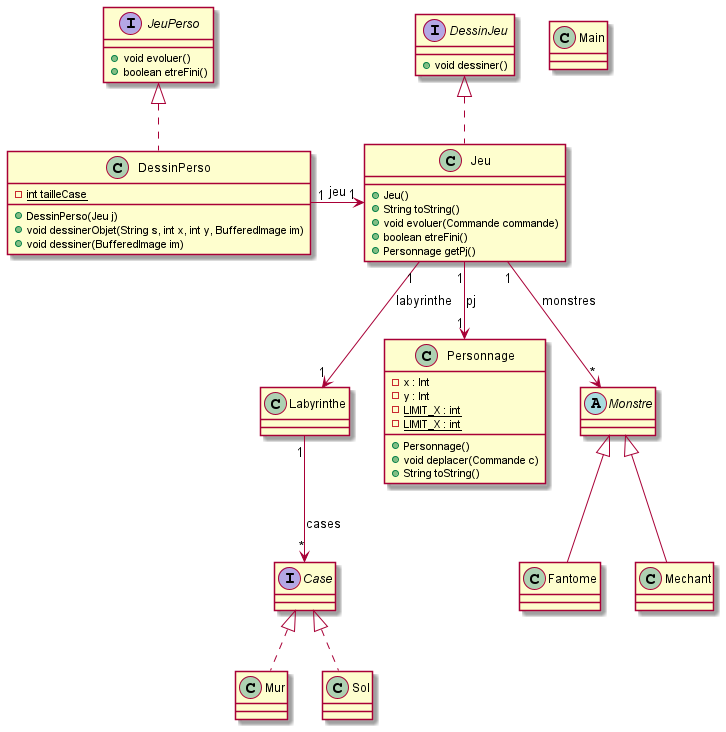 I JeuPerso
void evoluer()
boolean etreFini()
I DessinJeu
void dessiner()
C Main
C DessinPerso
int tailleCase
DessinPerso(Jeu j)
void dessinerObjet(String s, int x, int y, BufferedImage im)
void dessiner(BufferedImage im)
1 jeu 1
C Jeu
Jeu()
String toString()
void evoluer(Commande commande)
boolean etreFini()
Personnage getPj()
1 1 1
labyrinthe pj monstres
1 1 *
C Labyrinthe
C Personnage
x : Int
y : Int
LIMIT_X : int
LIMIT_X : int
Personnage()
void deplacer(Commande c)
String toString()
A Monstre
1
cases
*
I Case
C Fantome
C Mechant
C Mur
C Sol